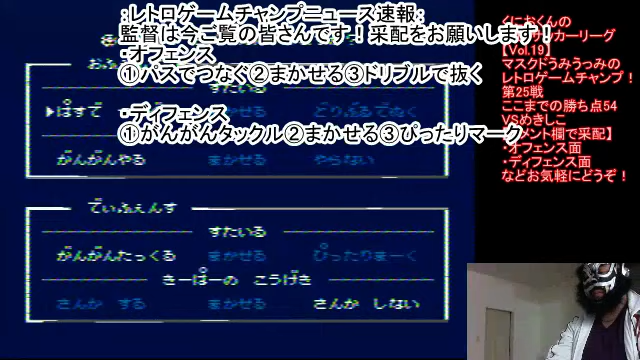 :レトロゲームチャンプニュース速報:
監督は今ご覧の皆さんです！采配をお願いします！
・オフェンス
①パスでつなぐ②まかせる③ドリブルで抜く
・ディフェンス
①がんがんタックル②まかせる③ぴったりマーク
すたいる
▶ぱすで
どりぶるでぬく
がんがんやる まかせる やらない
でぃふぇんす
すたいる
がんがんたっくる まかせる ぴったりまーく
きーぱーの こうげき
さんか する まかせる さんか しない
くにおくんの
サッカーリーグ
【Vol.19】
マスクドうみうっみの
レトロゲームチャンプ！
第25戦
ここまでの勝ち点54
VSめきしこ
メント欄で采配】
・オフェンス面
・ディフェンス面
などお気軽にどうぞ！